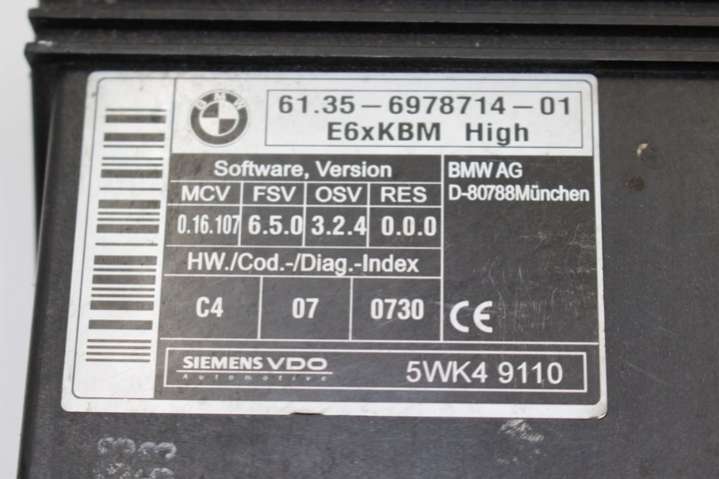 BMW
61.35-6978714-01
E6xKBM High
Software, Version
MCV FSV OSV RES
0.16.107 6.5.0 3.2.4 0.0.0
HW./Cod.-/Diag.-Index
C4 07 0730
BMW AG
D-80788München
CE
SIEMENS VDO
Automotive
5WK4 9110